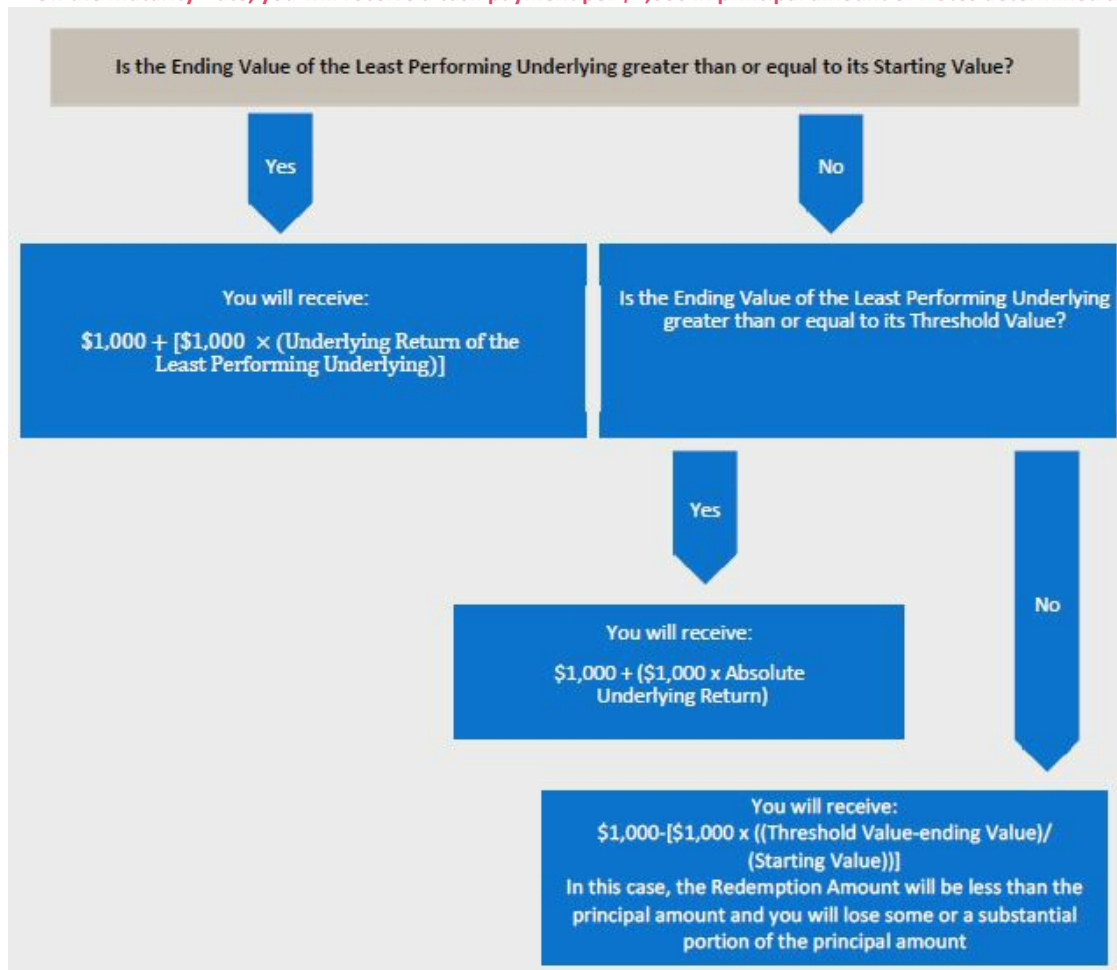 Is the Ending Value of the Least Performing Underlying greater than or equal to its Starting Value?
Yes
No
You will receive:
$1,000 + [$1,000 × (Underlying Return of the
Least Performing Underlying)]
Is the Ending Value of the Least Performing Underlying
greater than or equal to its Threshold Value?
Yes
No
You will receive:
$1,000 + ($1,000 x Absolute
Underlying Return)
You will receive:
$1,000-[$1,000 x ((Threshold Value-ending Value)/
(Starting Value))]
In this case, the Redemption Amount will be less than the
principal amount and you will lose some or a substantial
portion of the principal amount